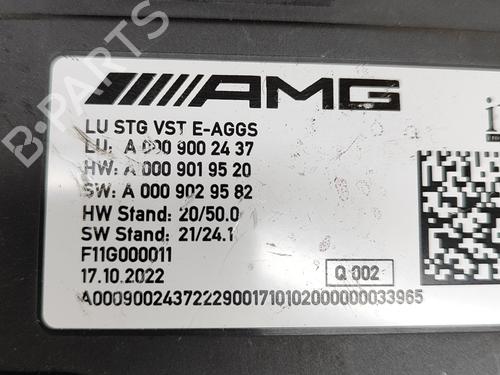 AMG
LU STG VST E-AGGS
LU: A 000 900 24 37
HW: A 000 901 95 20
SW: A 000 902 95 82
HW Stand: 20/50.0
SW Stand: 21/24.1
F11G000011
17.10.2022
Q 002
A00090024372229001710102000000033965
B-PARTS